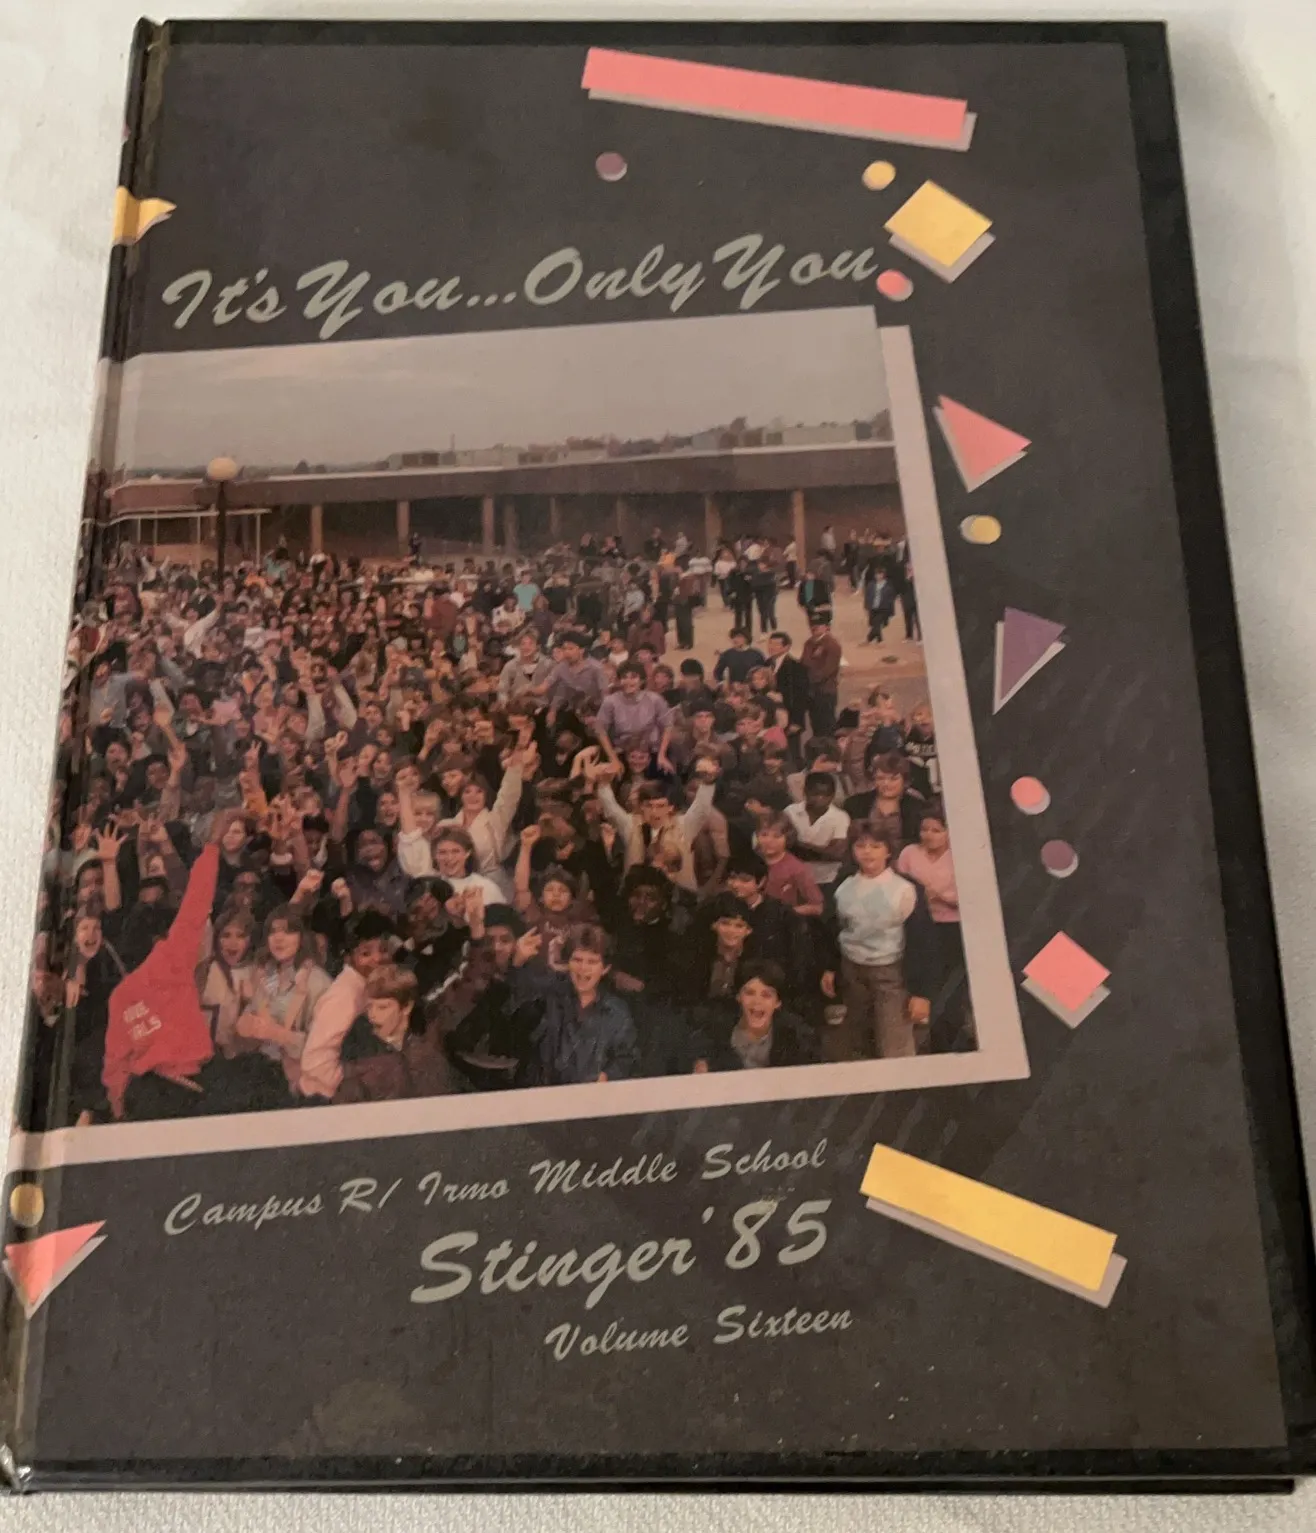 It's You...Only You
Campus R/ Irmo Middle School
Stinger '85
Volume Sixteen